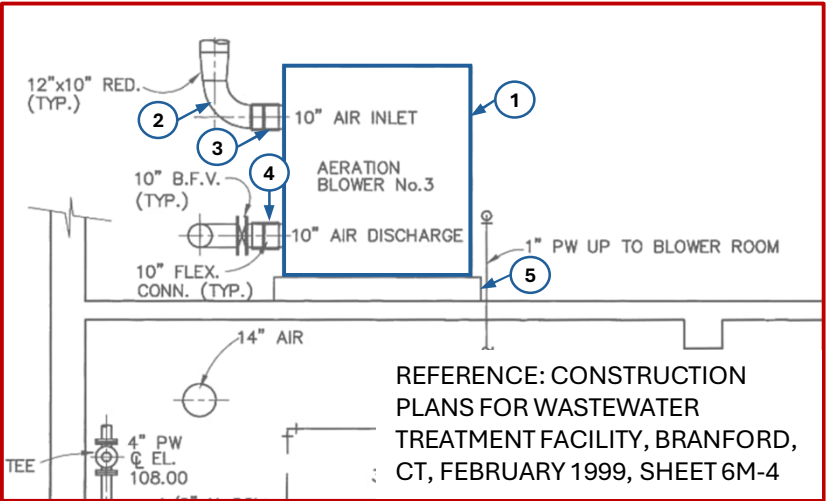 12"x10" RED.
(TYP.)
1
2
10" AIR INLET
3
4
AERATION
BLOWER No.3
10" B.F.V.
(TYP.)
10" AIR DISCHARGE
1" PW UP TO BLOWER ROOM
10" FLEX.
CONN. (TYP.)
5
14" AIR
REFERENCE: CONSTRUCTION
PLANS FOR WASTEWATER
TREATMENT FACILITY, BRANFORD,
CT, FEBRUARY 1999, SHEET 6M-4
4" PW
℄ EL.
TEE
108.00